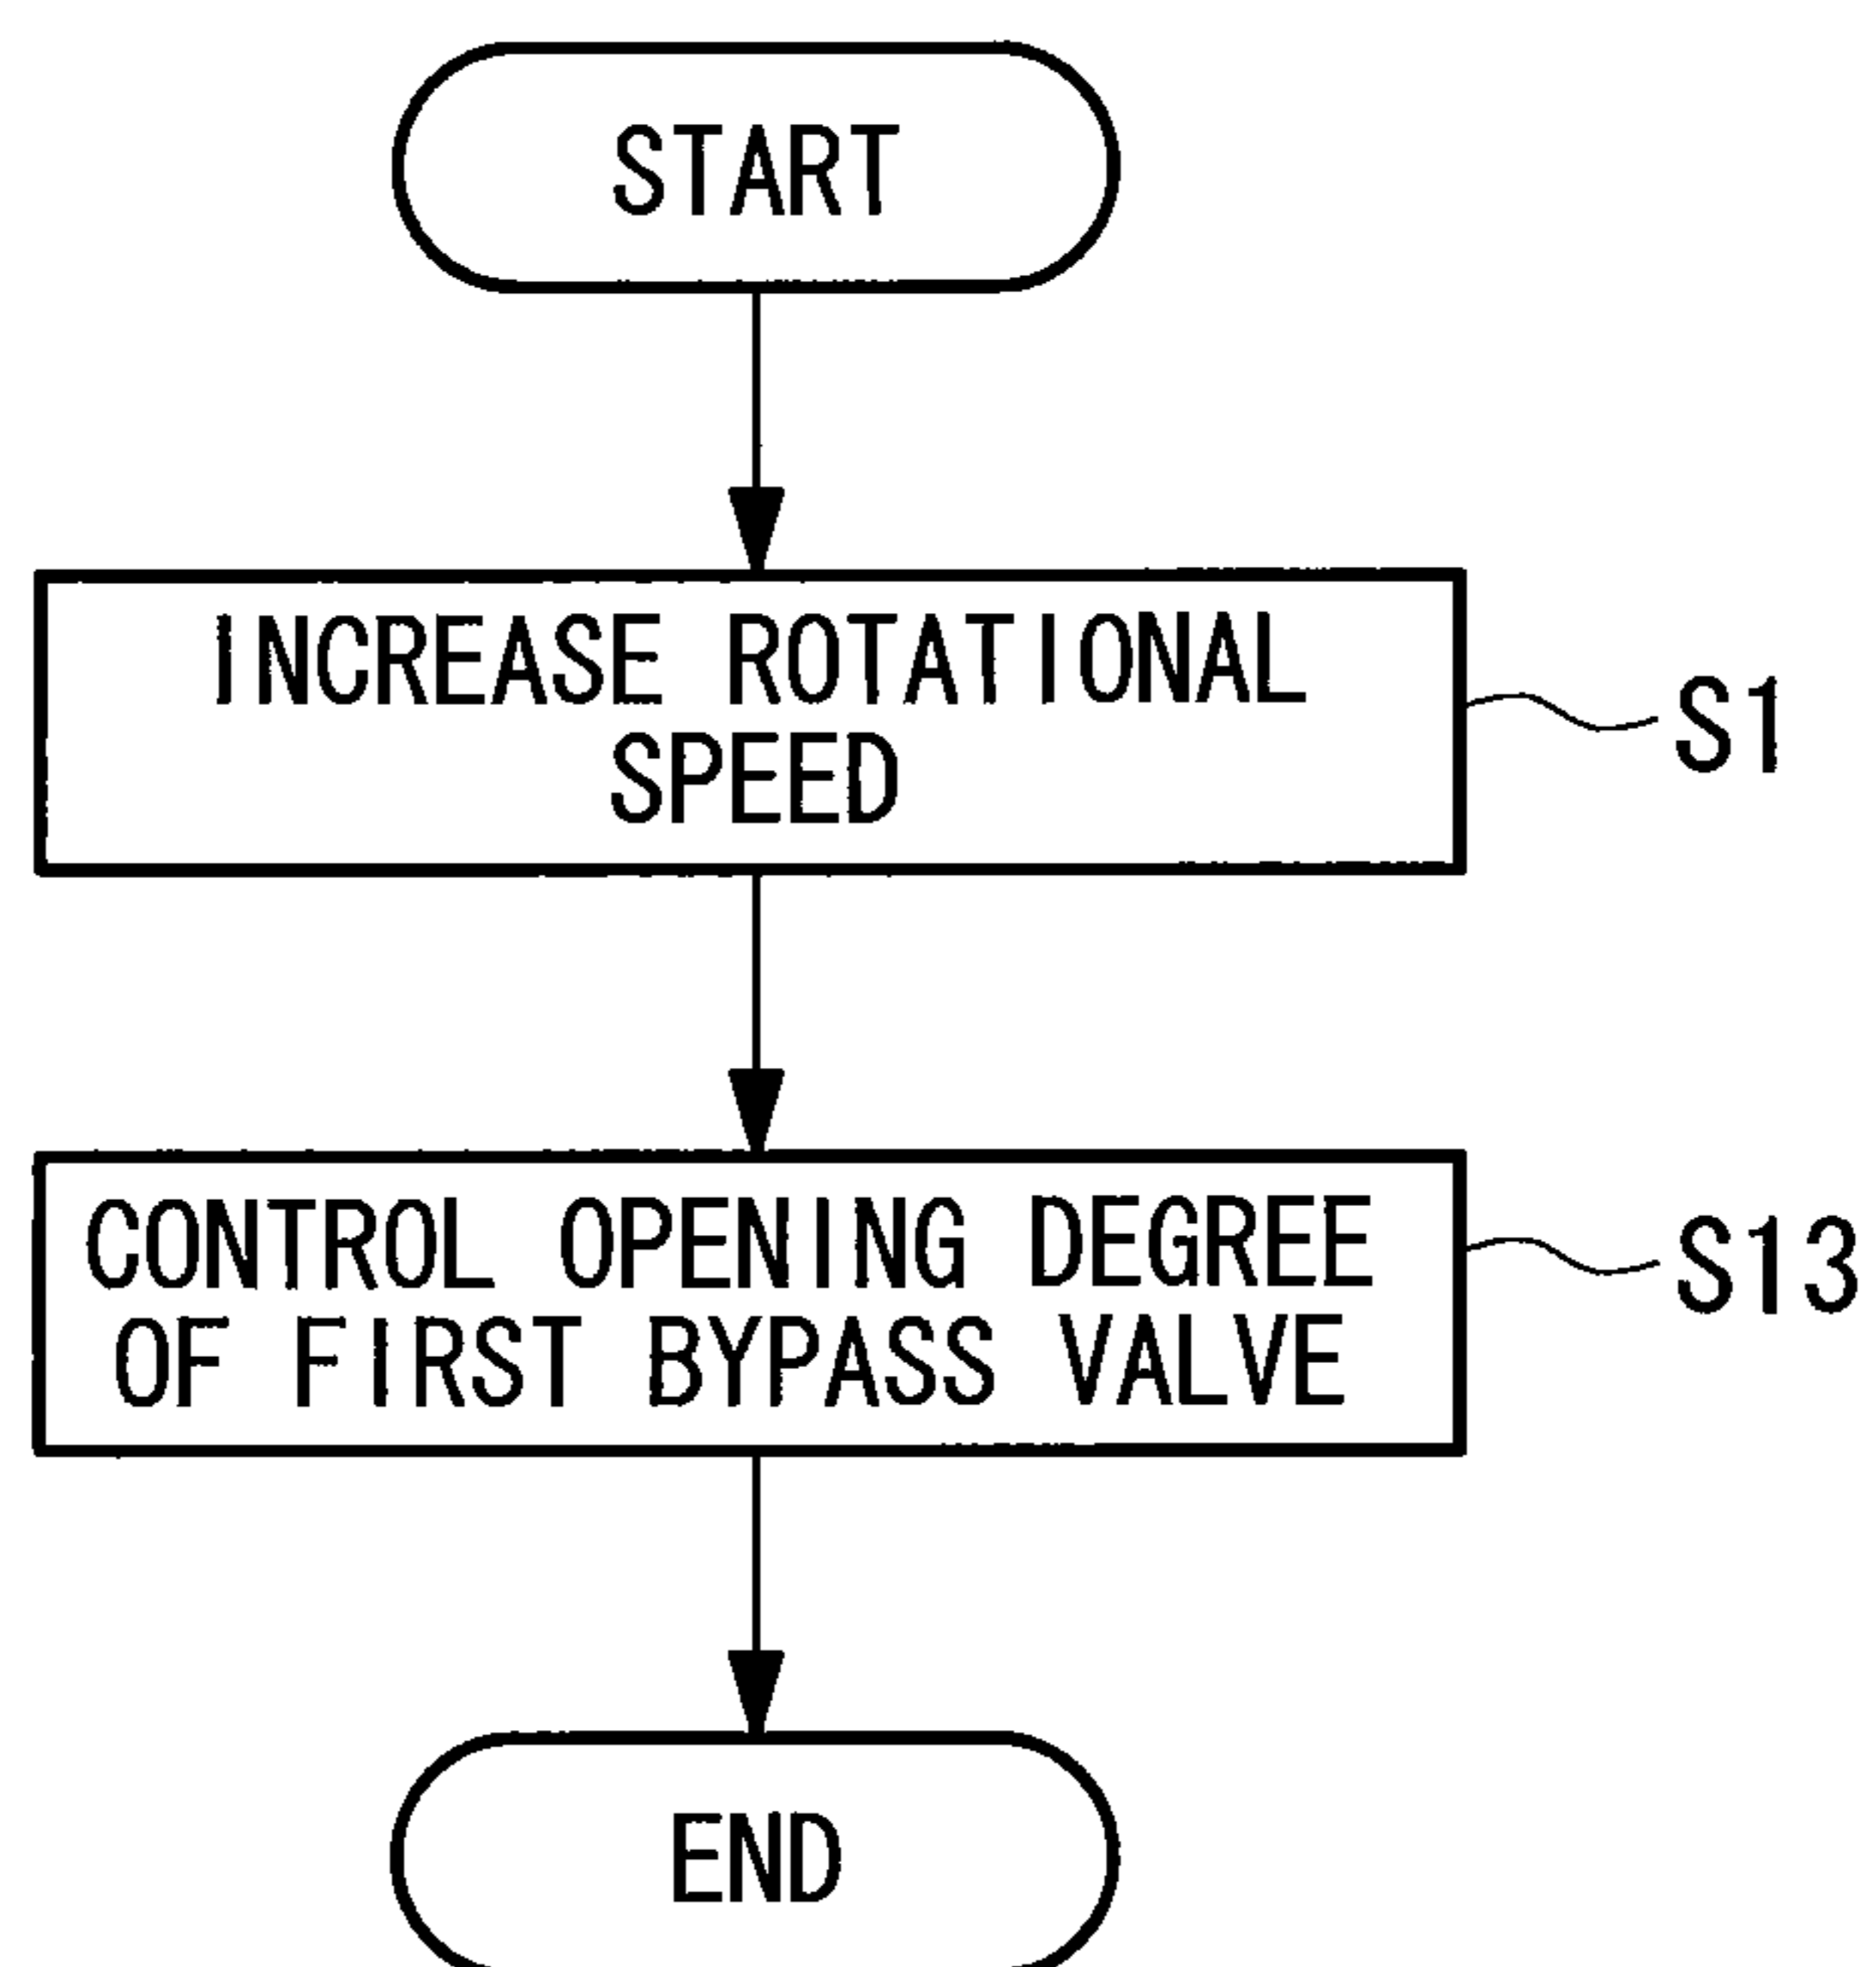 START
INCREASE ROTATIONAL
SPEED
S1
CONTROL OPENING DEGREE
OF FIRST BYPASS VALVE
S13
END